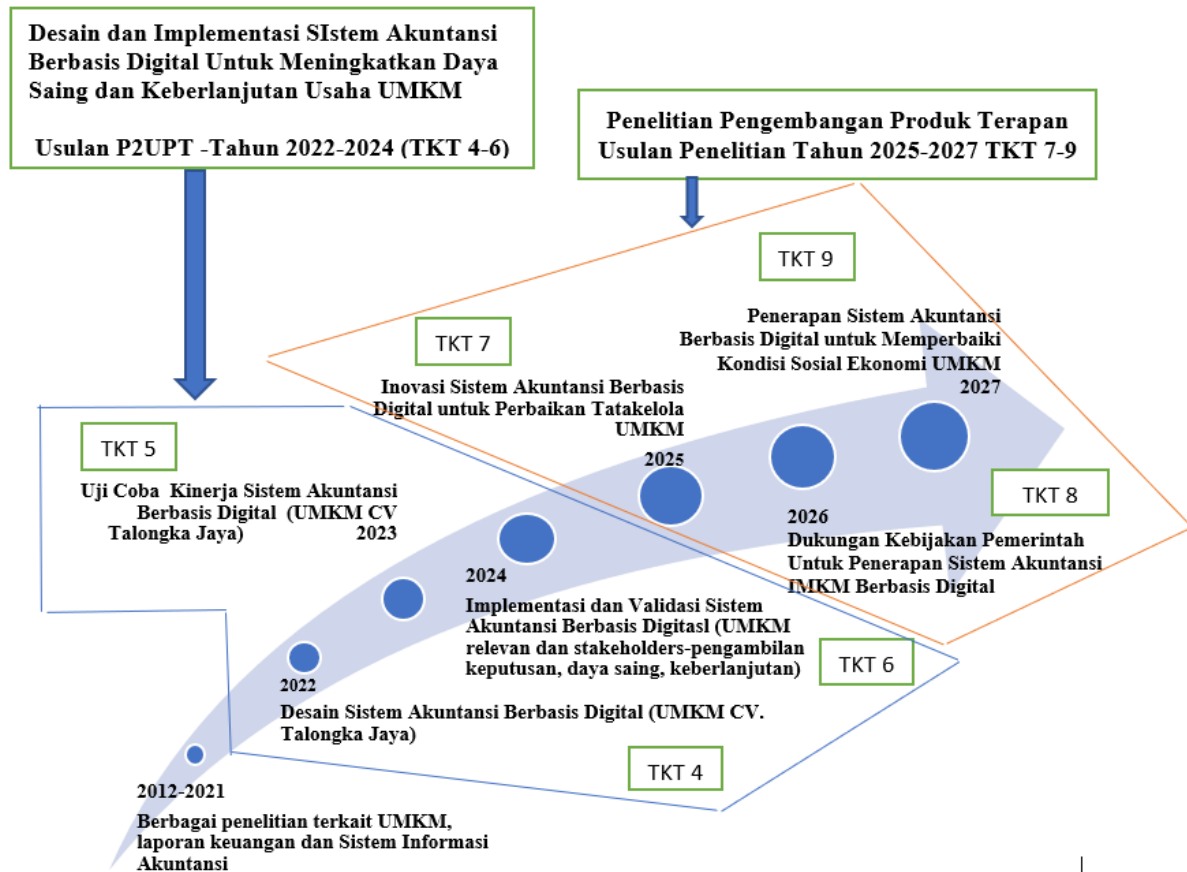 Desain dan Implementasi SIstem Akuntansi
Berbasis Digital Untuk Meningkatkan Daya
Saing dan Keberlanjutan Usaha UMKM
Usulan P2UPT -Tahun 2022-2024 (TKT 4-6)
Penelitian Pengembangan Produk Terapan
Usulan Penelitian Tahun 2025-2027 TKT 7-9
TKT 9
Penerapan Sistem Akuntansi
Berbasis Digital untuk Memperbaiki
Kondisi Sosial Ekonomi UMKM
2027
TKT 7
Inovasi Sistem Akuntansi Berbasis
Digital untuk Perbaikan Tatakelola
UMKM
2025
TKT 5
Uji Coba Kinerja Sistem Akuntansi
Berbasis Digital (UMKM CV
Talongka Jaya) 2023
TKT 8
2026
Dukungan Kebijakan Pemerintah
Untuk Penerapan Sistem Akuntansi
IMKM Berbasis Digital
2024
Implementasi dan Validasi Sistem
Akuntansi Berbasis Digitasl (UMKM
relevan dan stakeholders-pengambilan
keputusan, daya saing, keberlanjutan)
TKT 6
2022
Desain Sistem Akuntansi Berbasis Digital (UMKM CV.
Talongka Jaya)
TKT 4
2012-2021
Berbagai penelitian terkait UMKM,
laporan keuangan dan Sistem Informasi
Akuntansi